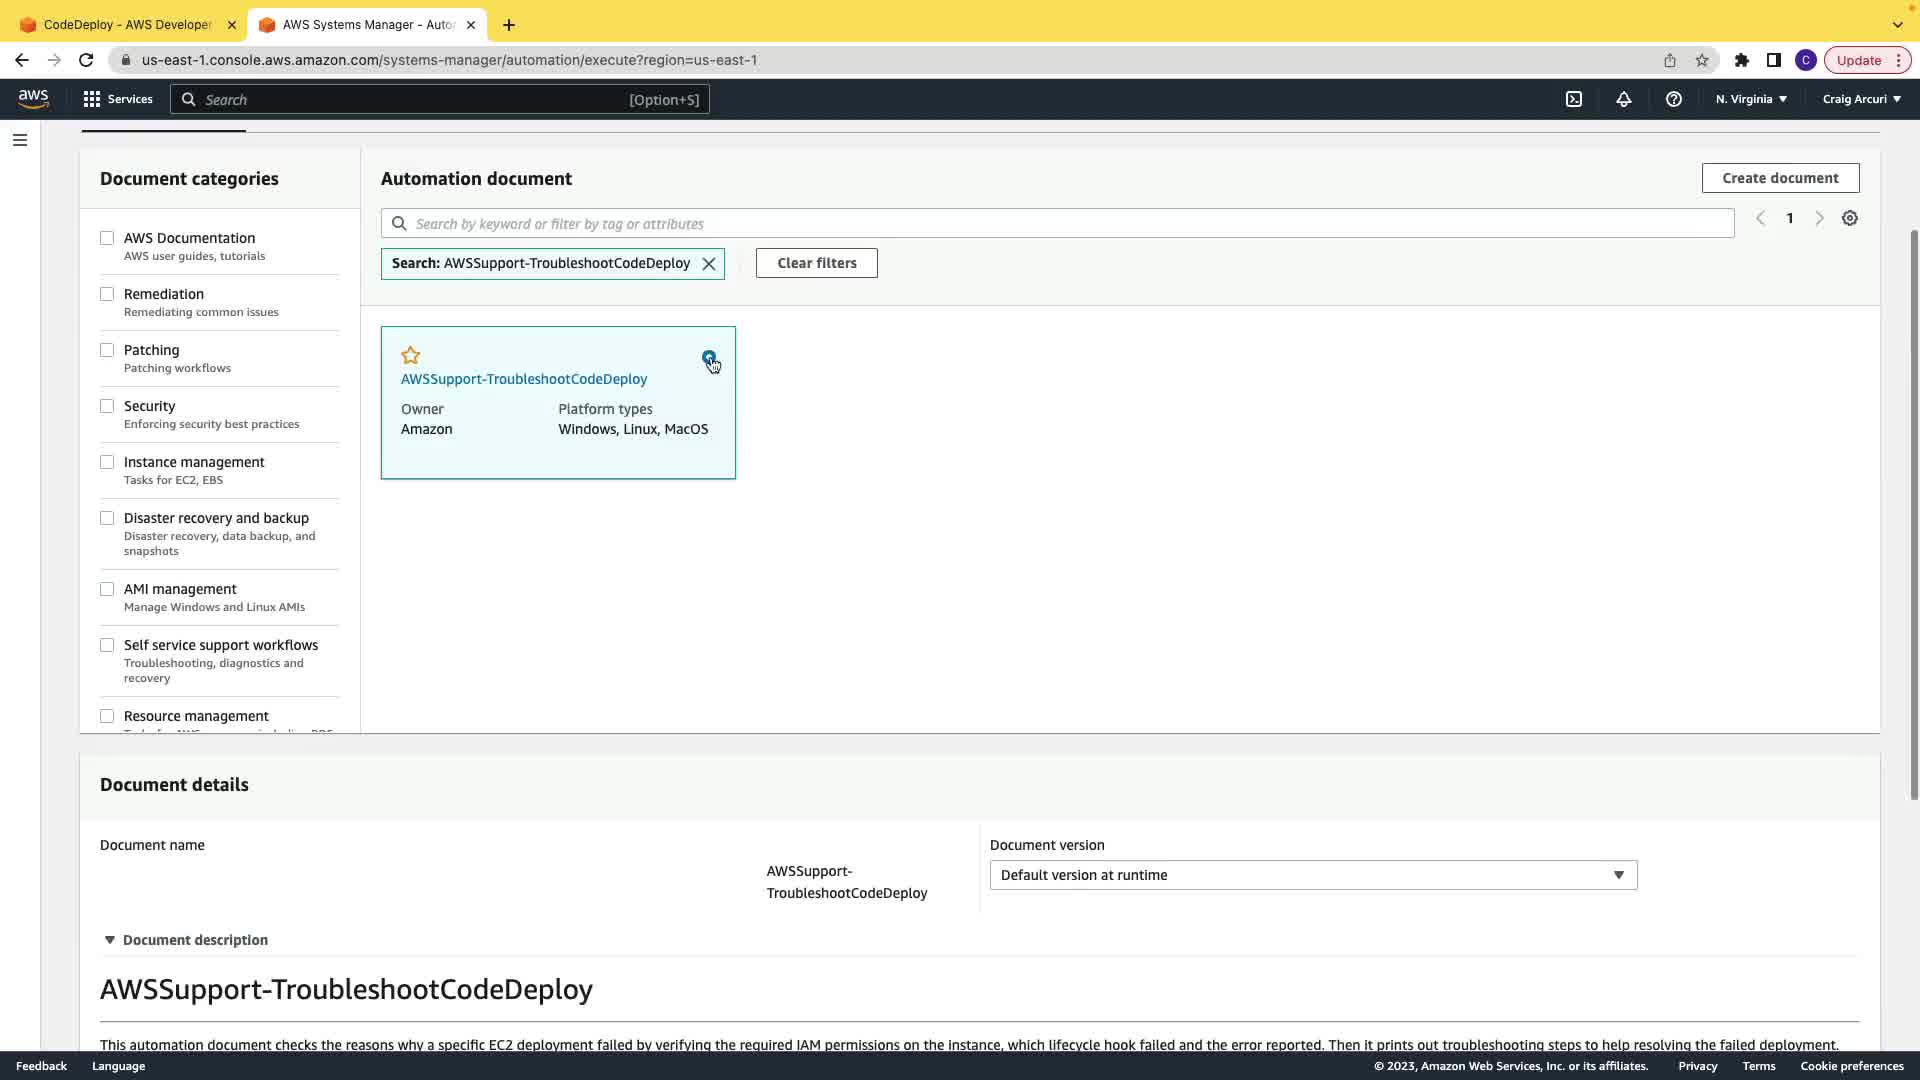 CodeDeploy - AWS Developer
AWS Systems Manager - Auto
us-east-1.console.aws.amazon.com/systems-manager/automation/execute?region=us-east-1
Update
aws
Services
Search
[Option+S]
N. Virginia
Craig Arcuri
Document categories
AWS Documentation
AWS user guides, tutorials
Remediation
Remediating common issues
Patching
Patching workflows
Security
Enforcing security best practices
Instance management
Tasks for EC2, EBS
Disaster recovery and backup
Disaster recovery, data backup, and
snapshots
AMI management
Manage Windows and Linux AMIs
Self service support workflows
Troubleshooting, diagnostics and
recovery
Resource management
Automation document
Create document
Search by keyword or filter by tag or attributes
1
Search: AWSSupport-TroubleshootCodeDeploy
Clear filters
AWSSupport-TroubleshootCodeDeploy
Owner
Amazon
Platform types
Windows, Linux, MacOS
Document details
Document name
AWSSupport-
TroubleshootCodeDeploy
Document version
Default version at runtime
Document description
AWSSupport-TroubleshootCodeDeploy
This automation document checks the reasons why a specific EC2 deployment failed by verifying the required IAM permissions on the instance, which lifecycle hook failed and the error reported. Then it prints out troubleshooting steps to help resolving the failed deployment.
Feedback
Language
© 2023, Amazon Web Services, Inc. or its affiliates.
Privacy
Terms
Cookie preferences